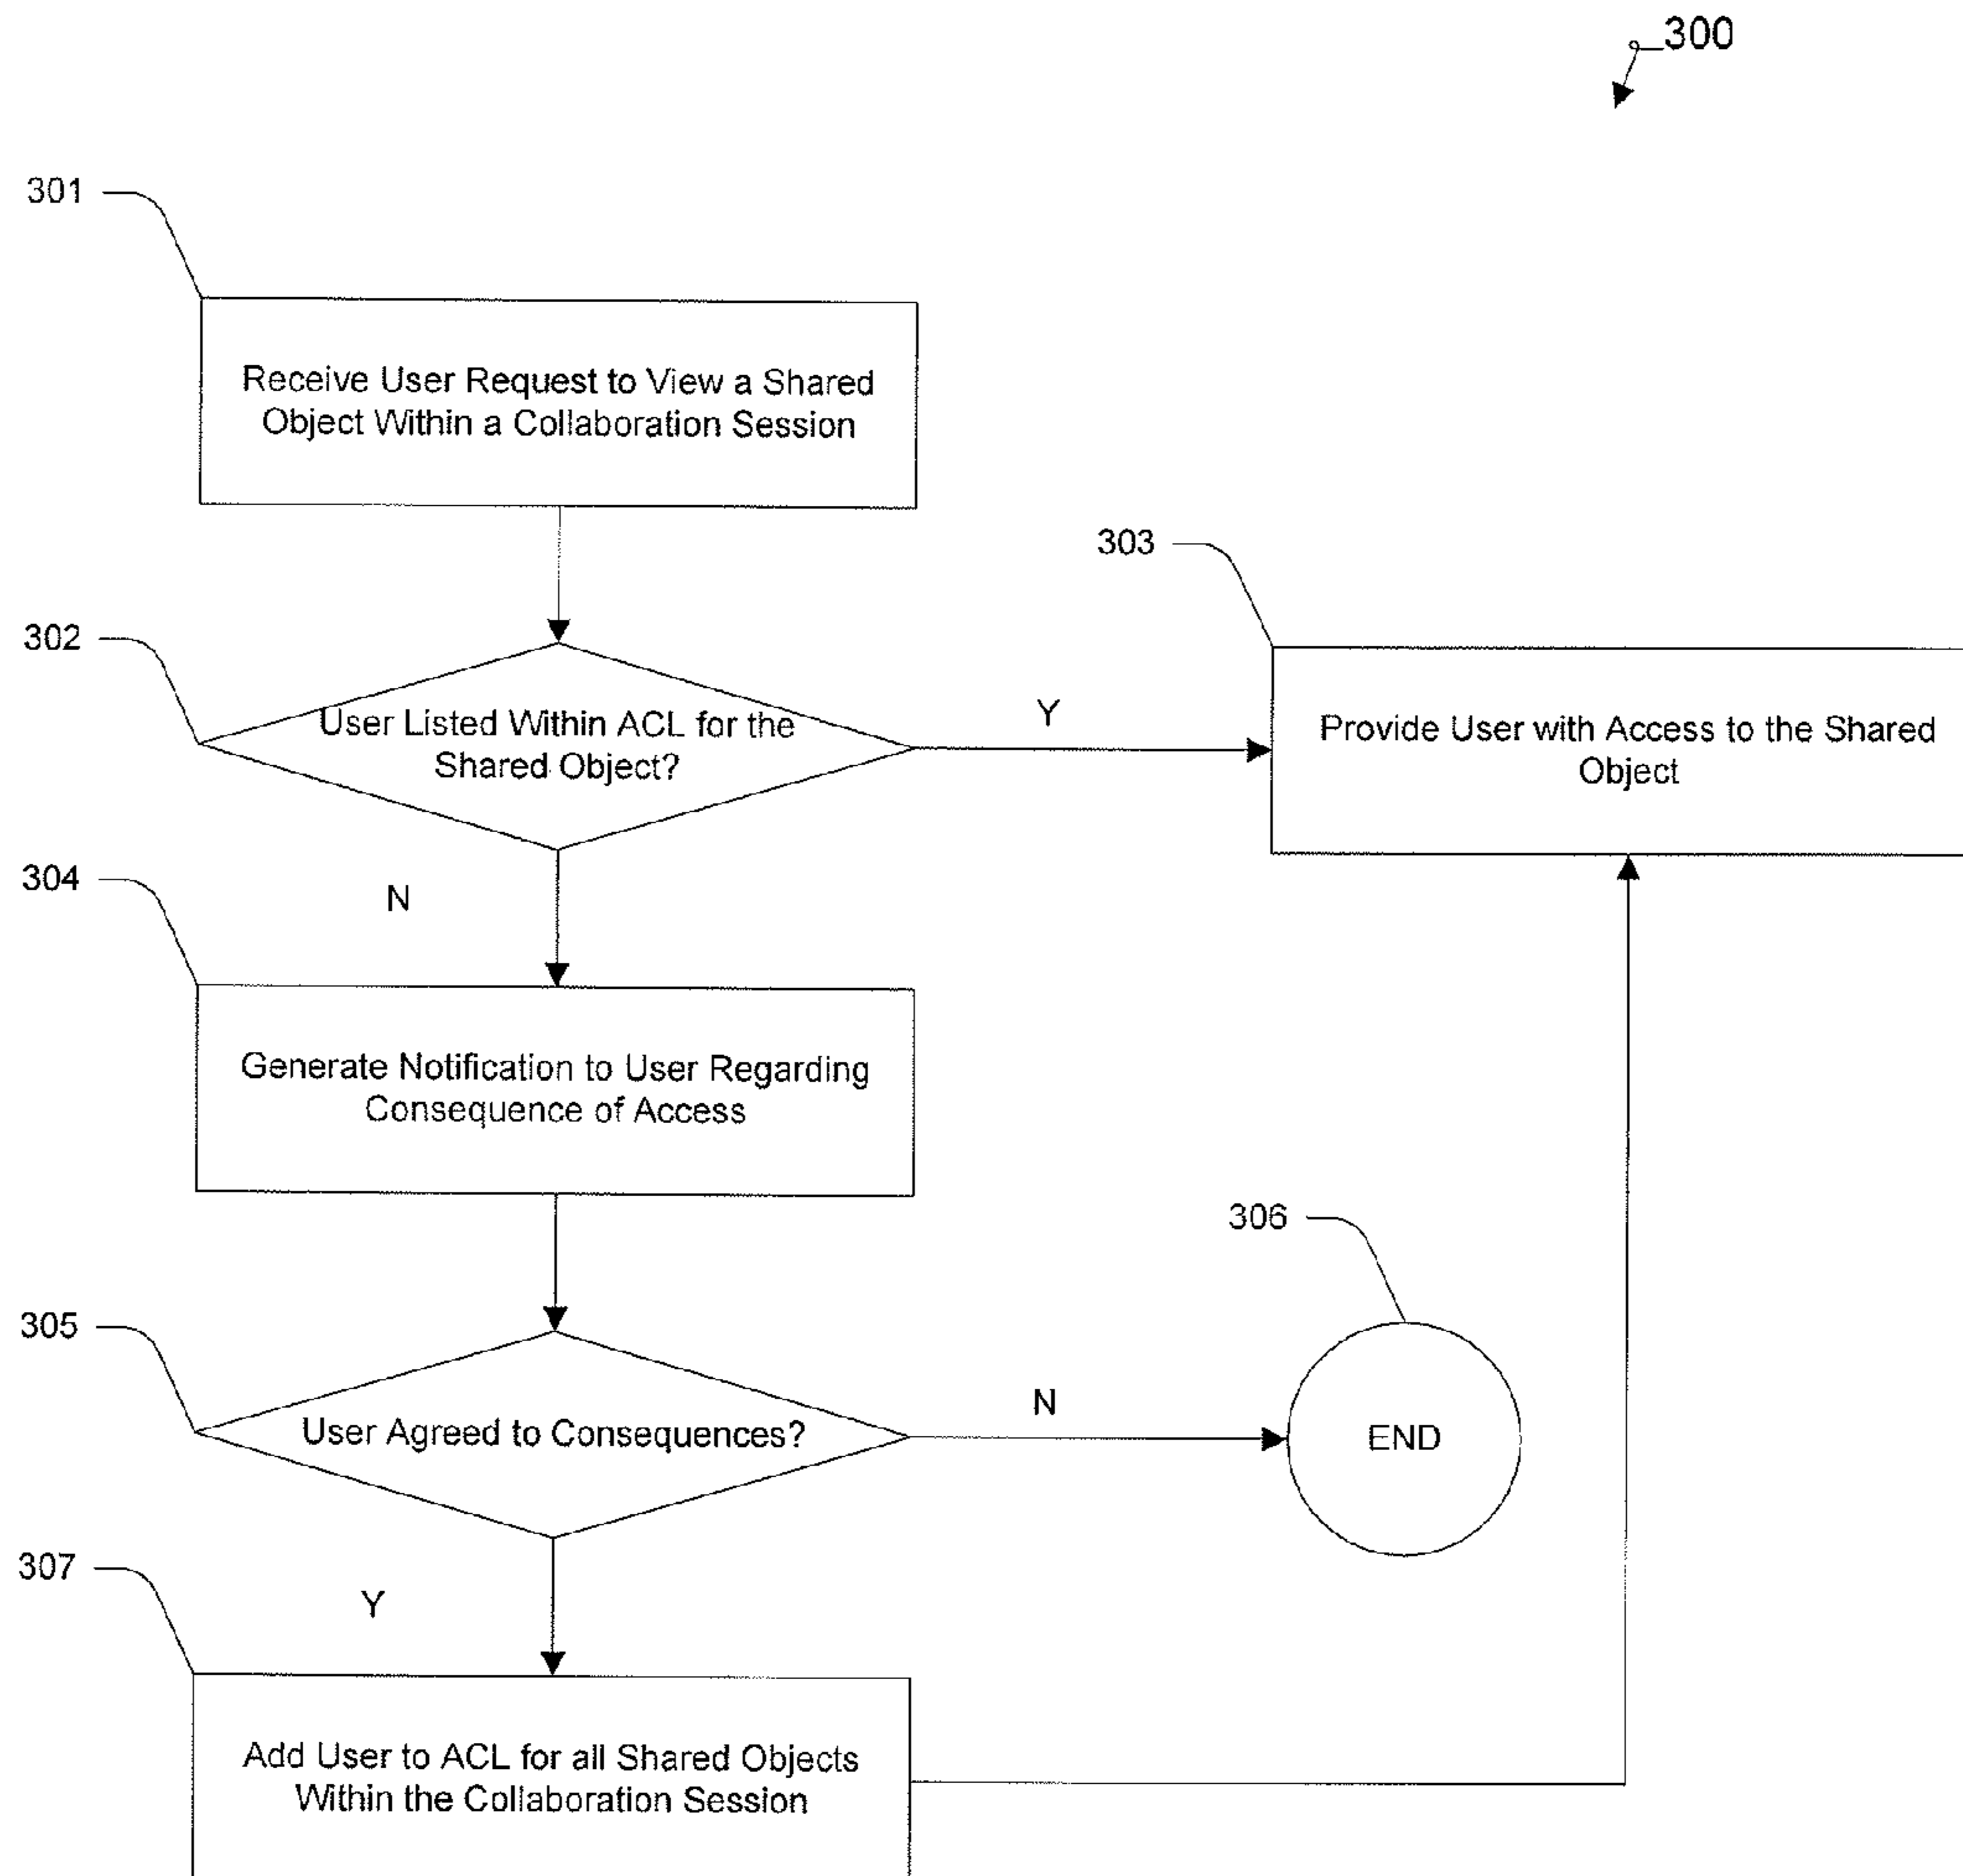 300
301
Receive User Request to View a Shared
Object Within a Collaboration Session
302
User Listed Within ACL for the
Shared Object?
Y
303
Provide User with Access to the Shared
Object
N
304
Generate Notification to User Regarding
Consequence of Access
305
User Agreed to Consequences?
N
306
END
Y
307
Add User to ACL for all Shared Objects
Within the Collaboration Session